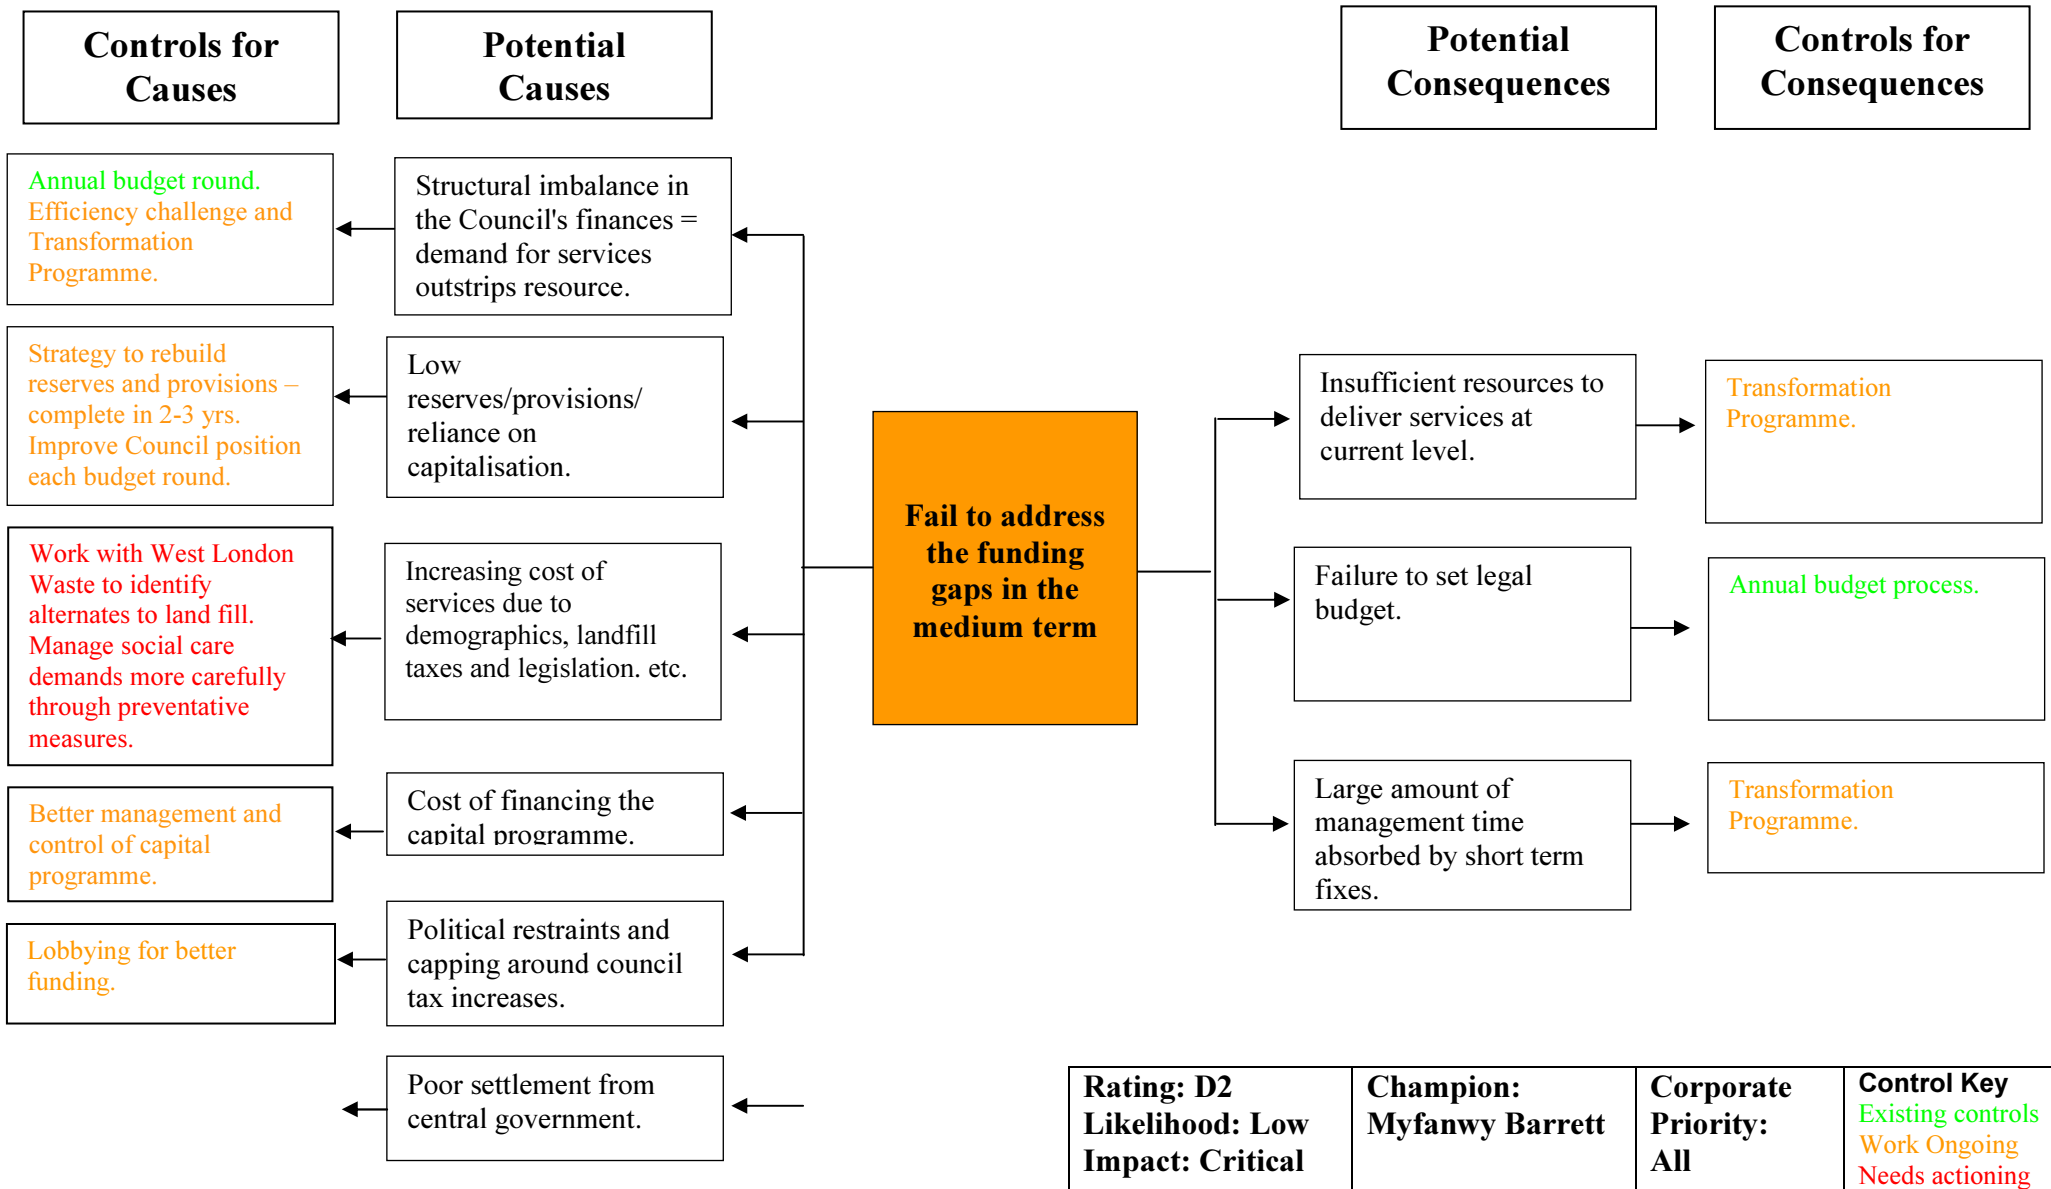 Controls for
Causes
Potential
Causes
Potential
Consequences
Controls for
Consequences
Annual budget round.
Efficiency challenge and
Transformation
Programme.
Structural imbalance in
the Council's finances =
demand for services
outstrips resource.
Strategy to rebuild
reserves and provisions –
complete in 2-3 yrs.
Improve Council position
each budget round.
Low
reserves/provisions/
reliance on
capitalisation.
Work with West London
Waste to identify
alternates to land fill.
Manage social care
demands more carefully
through preventative
measures.
Increasing cost of
services due to
demographics, landfill
taxes and legislation. etc.
Better management and
control of capital
programme.
Cost of financing the
capital programme.
Lobbying for better
funding.
Political restraints and
capping around council
tax increases.
Poor settlement from
central government.
Fail to address
the funding
gaps in the
medium term
Insufficient resources to
deliver services at
current level.
Transformation
Programme.
Failure to set legal
budget.
Annual budget process.
Large amount of
management time
absorbed by short term
fixes.
Transformation
Programme.
Rating: D2
Likelihood: Low
Impact: Critical
Champion:
Myfanwy Barrett
Corporate
Priority:
All
Control Key
Existing controls
Work Ongoing
Needs actioning